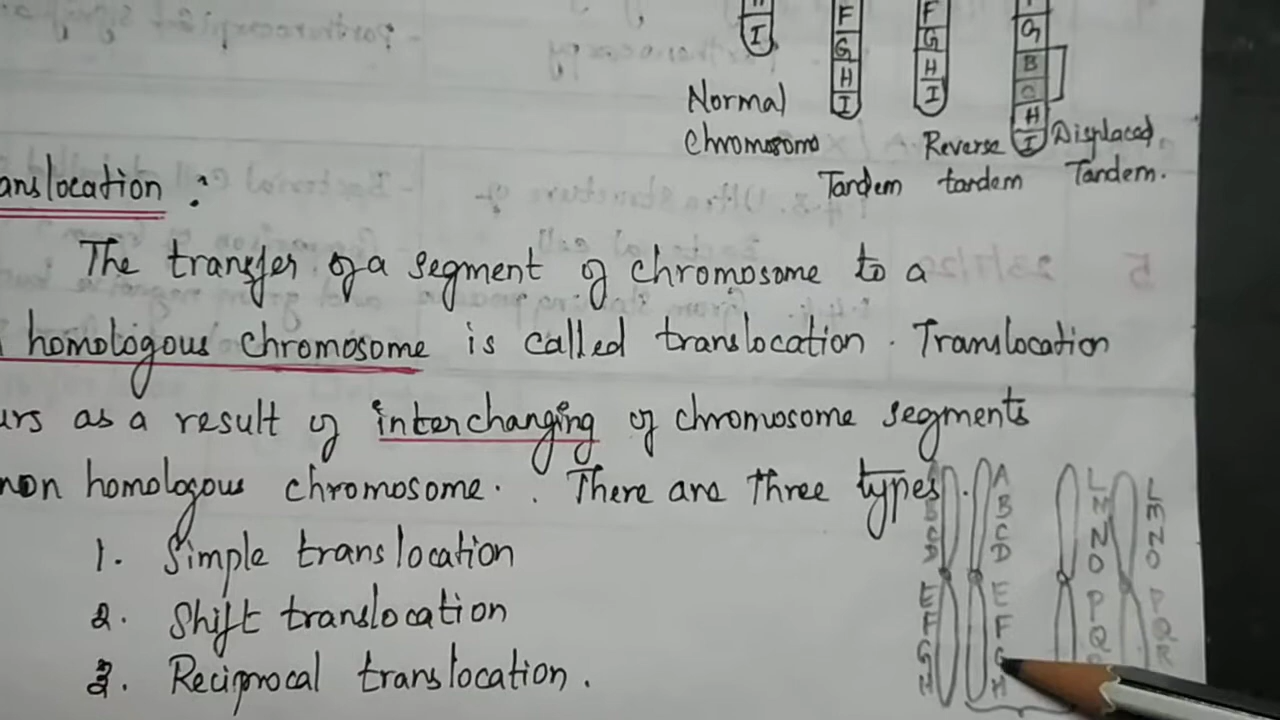 I
F
G
H
I
F
G
H
I
G
B
C
H
I
Normal
Chromosomo
Tandem
Reverse
tandem
Displaced
Tandem.
anslocation :
The transfer of a segment of chromosome to a
homologous chromosome is called translocation. Translocation
urs as a result of interchanging of chromosome segments
non homologous chromosome. There are three types.
1. Simple translocation
2. Shift translocation
3. Reciprocal translocation.
A
B
C
D
E
F
G
H
A
B
C
D
E
F
G
H
L
M
N
O
P
Q
L
M
N
O
P
Q
R